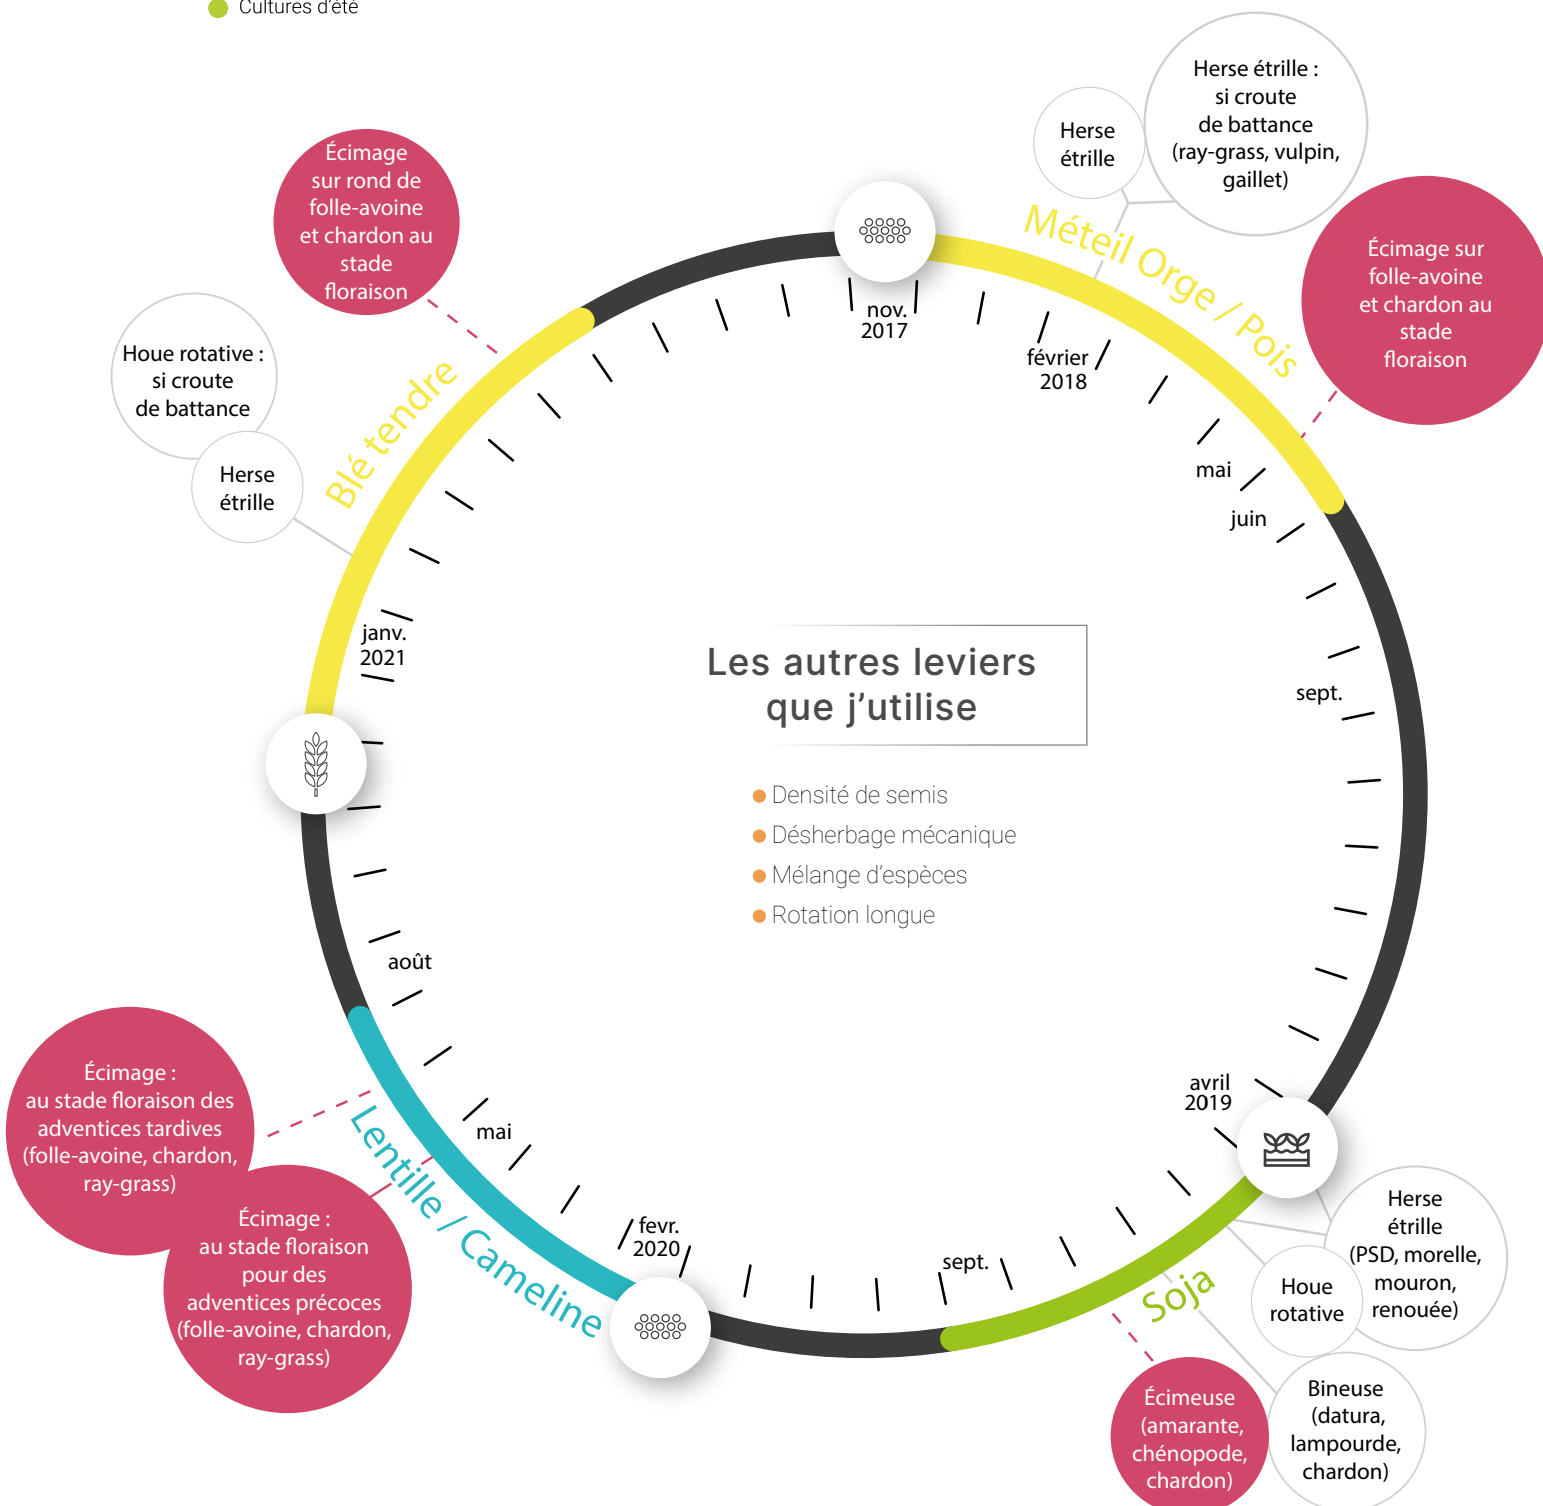 Cultures d'été
Herse étrille :
si croute
de battance
(ray-grass, vulpin,
gaillet)
Herse
étrille
Méteil Orge / Pois
Écimage sur
folle-avoine
et chardon au
stade
floraison
Écimage
sur rond de
folle-avoine
et chardon au
stade
floraison
Houe rotative :
si croute
de battance
Herse
étrille
Blé tendre
nov.
2017
février
2018
mai
juin
sept.
avril
2019
sept.
fevr.
2020
mai
août
janv.
2021
Les autres leviers
que j’utilise
Densité de semis
Désherbage mécanique
Mélange d’espèces
Rotation longue
Écimage :
au stade floraison des
adventices tardives
(folle-avoine, chardon,
ray-grass)
Écimage :
au stade floraison
pour des
adventices précoces
(folle-avoine, chardon,
ray-grass)
Lentille / Cameline
Soja
Herse
étrille
(PSD, morelle,
mouron,
renouée)
Houe
rotative
Écimeuse
(amarante,
chénopode,
chardon)
Bineuse
(datura,
lampourde,
chardon)